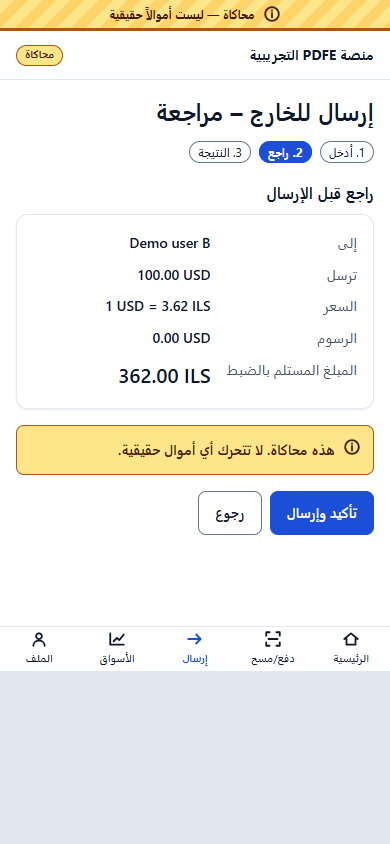 محاكاة — ليست أموالاً حقيقية
منصة PDFE التجريبية
محاكاة
إرسال للخارج – مراجعة
1. أدخل
2. راجع
3. النتيجة
راجع قبل الإرسال
إلى Demo user B
ترسل 100.00 USD
السعر 1 USD = 3.62 ILS
الرسوم 0.00 USD
المبلغ المستلم بالضبط 362.00 ILS
هذه محاكاة. لا تتحرك أي أموال حقيقية.
تأكيد وإرسال
رجوع
الرئيسية
دفع/مسح
إرسال
الأسواق
الملف